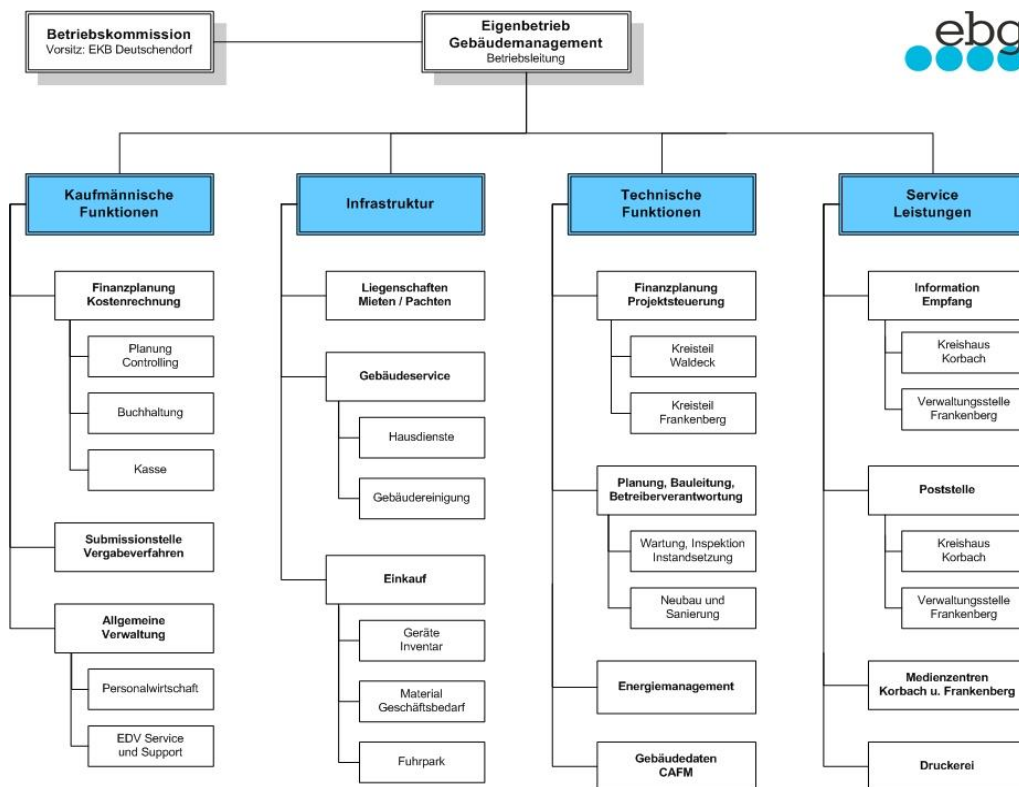 Betriebskommission
Vorsitz: EKB Deutschendorf
Eigenbetrieb
Gebäudemanagement
Betriebsleitung
ebg
Kaufmännische
Funktionen
Finanzplanung
Kostenrechnung
Planung
Controlling
Buchhaltung
Kasse
Submissionstelle
Vergabeverfahren
Allgemeine
Verwaltung
Personalwirtschaft
EDV Service
und Support
Infrastruktur
Liegenschaften
Mieten / Pachten
Gebäudeservice
Hausdienste
Gebäudereinigung
Einkauf
Geräte
Inventar
Material
Geschäftsbedarf
Fuhrpark
Technische
Funktionen
Finanzplanung
Projektsteuerung
Kreisteil
Waldeck
Kreisteil
Frankenberg
Planung, Bauleitung,
Betreiberverantwortung
Wartung, Inspektion
Instandsetzung
Neubau und
Sanierung
Energiemanagement
Gebäudedaten
CAFM
Service
Leistungen
Information
Empfang
Kreishaus
Korbach
Verwaltungsstelle
Frankenberg
Poststelle
Kreishaus
Korbach
Verwaltungsstelle
Frankenberg
Medienzentren
Korbach u. Frankenberg
Druckerei